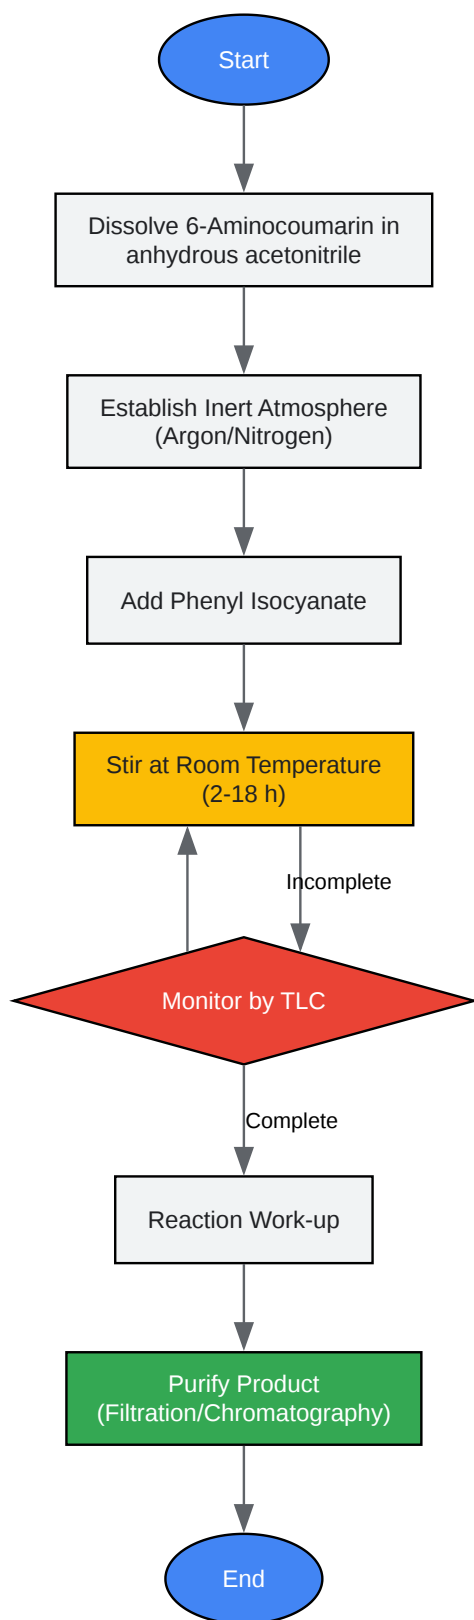 Start
Dissolve 6-Aminocoumarin in
anhydrous acetonitrile
Establish Inert Atmosphere
(Argon/Nitrogen)
Add Phenyl Isocyanate
Stir at Room Temperature
(2-18 h)
Incomplete
Monitor by TLC
Complete
Reaction Work-up
Purify Product
(Filtration/Chromatography)
End